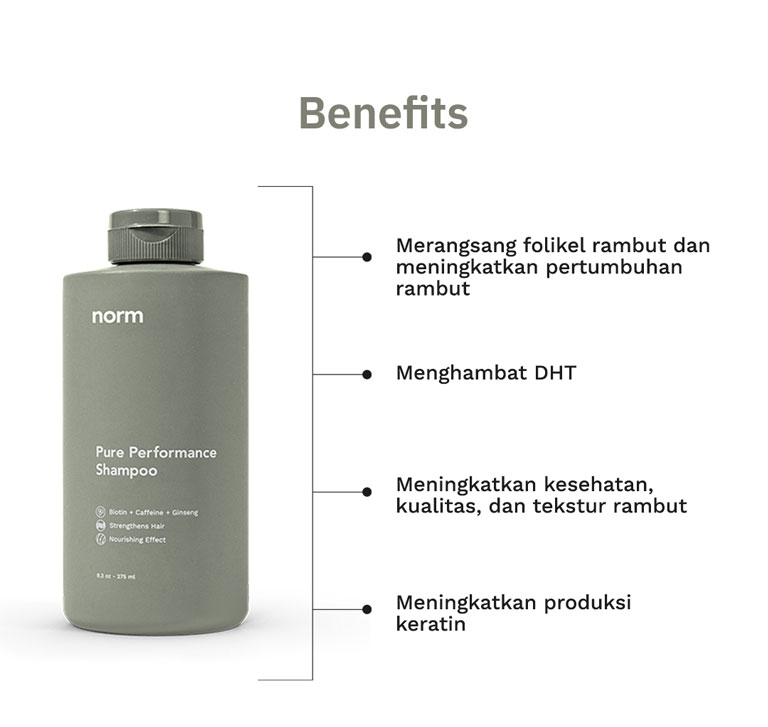 Benefits
norm
Pure Performance
Shampoo
Biotin + Caffeine + Ginseng
Strengthens Hair
Nourishing Effect
9.3 oz - 275 ml
Merangsang folikel rambut dan
meningkatkan pertumbuhan
rambut
Menghambat DHT
Meningkatkan kesehatan,
kualitas, dan tekstur rambut
Meningkatkan produksi
keratin